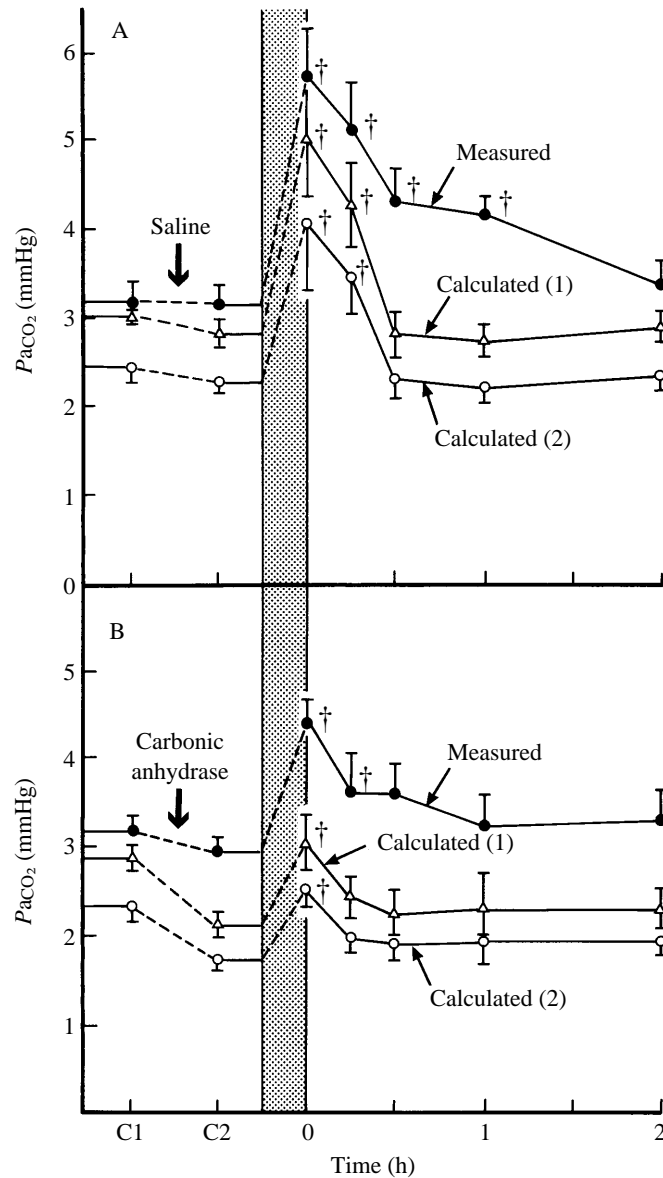 A
6
5
4
3
2
1
0
PaCO2 (mmHg)
Saline
†
†
†
†
†
†
†
†
Measured
Calculated (1)
Calculated (2)
B
5
4
3
2
1
PaCO2 (mmHg)
Carbonic
anhydrase
†
†
†
†
Measured
Calculated (1)
Calculated (2)
C1 C2 0 1 2
Time (h)